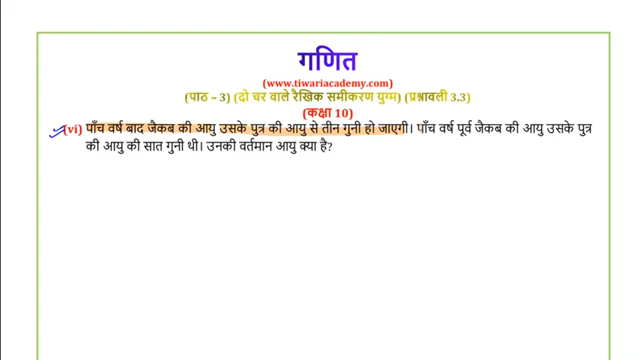 गणित
(www.tiwariacademy.com)
(पाठ – 3) (दो चर वाले रैखिक समीकरण युग्म) (प्रश्नावली 3.3)
(कक्षा 10)
(vi) पाँच वर्ष बाद जैकब की आयु उसके पुत्र की आयु से तीन गुनी हो जाएगी। पाँच वर्ष पूर्व जैकब की आयु उसके पुत्र
की आयु की सात गुनी थी। उनकी वर्तमान आयु क्या है?